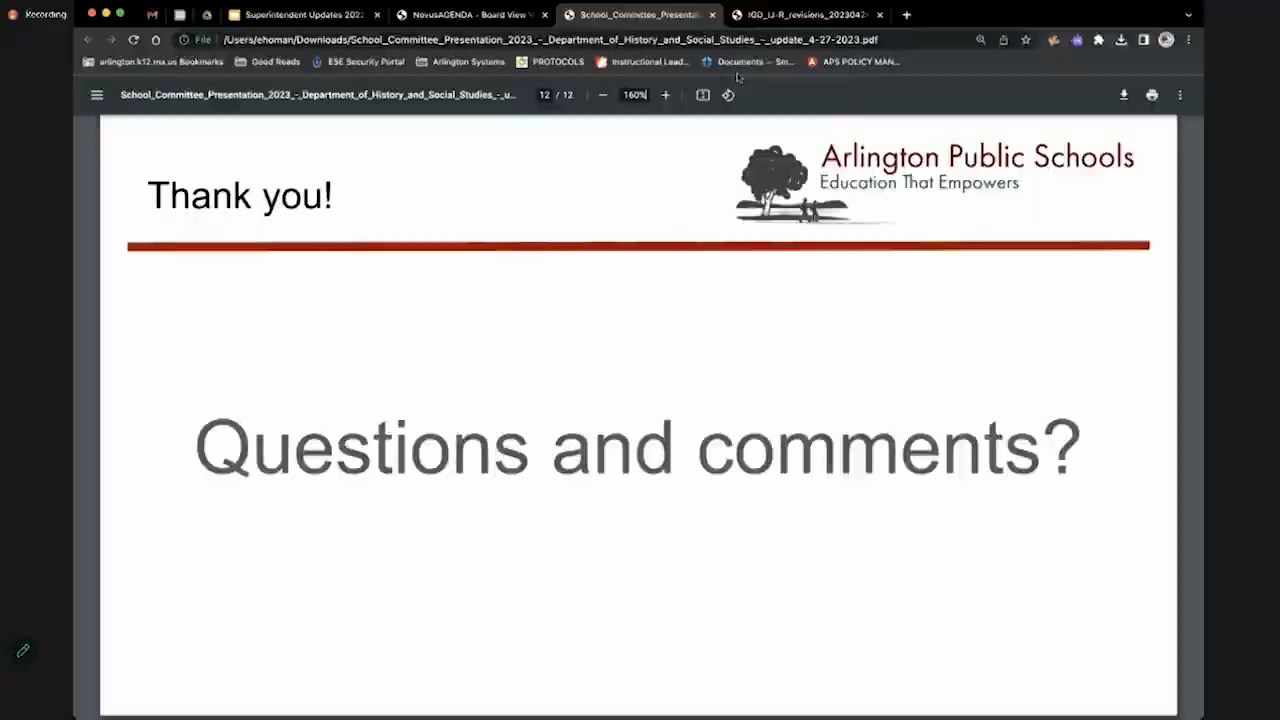 Recording
Superintendent Updates 202
NovusAGENDA - Board View
School_Committee_Presentat
IGD_IJ-R_revisions_2023042
File
/Users/ehoman/Downloads/School_Committee_Presentation_2023_-_Department_of_History_and_Social_Studies_-_update_4-27-2023.pdf
arlington.k12.ma.us Bookmarks
Good Reads
ESE Security Portal
Arlington Systems
PROTOCOLS
Instructional Lead...
Documents — Sm...
APS POLICY MAN...
School_Committee_Presentation_2023_-_Department_of_History_and_Social_Studies_-_u...
12 / 12
160%
Thank you!
Arlington Public Schools
Education That Empowers
Questions and comments?